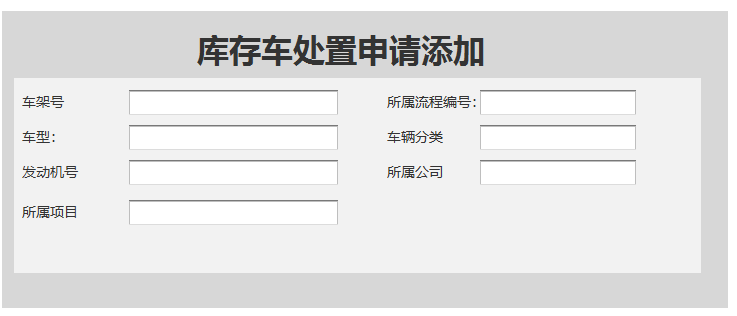 库存车处置申请添加
车架号 所属流程编号：
车型： 车辆分类
发动机号 所属公司
所属项目